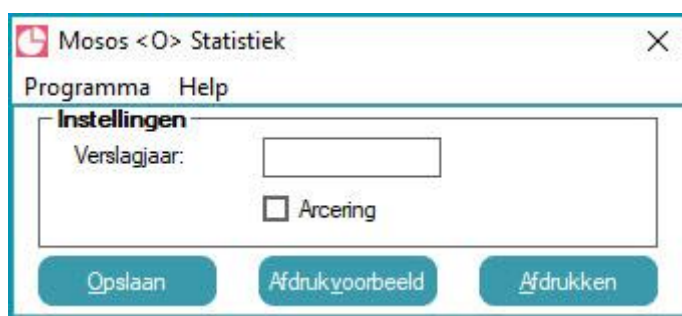 Mosos <O> Statistiek
Programma Help
Instellingen
Verslagjaar:
Arcering
Opslaan Afdrukvoorbeeld Afdrukken